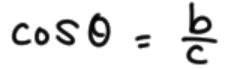 cosθ = b/c